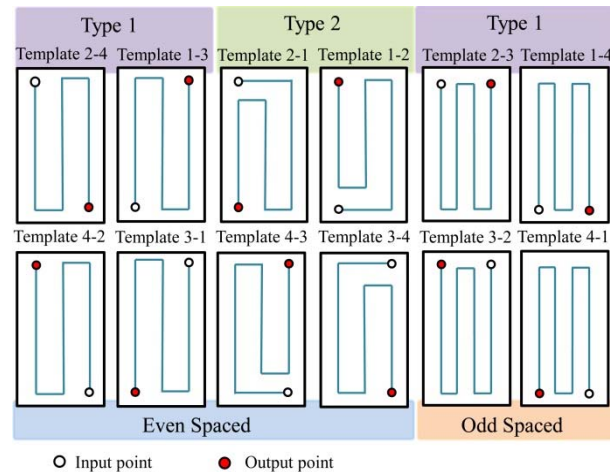 Type 1 Type 2 Type 1
Template 2-4 Template 1-3 Template 2-1 Template 1-2 Template 2-3 Template 1-4
Template 4-2 Template 3-1 Template 4-3 Template 3-4 Template 3-2 Template 4-1
Even Spaced Odd Spaced
Input point Output point